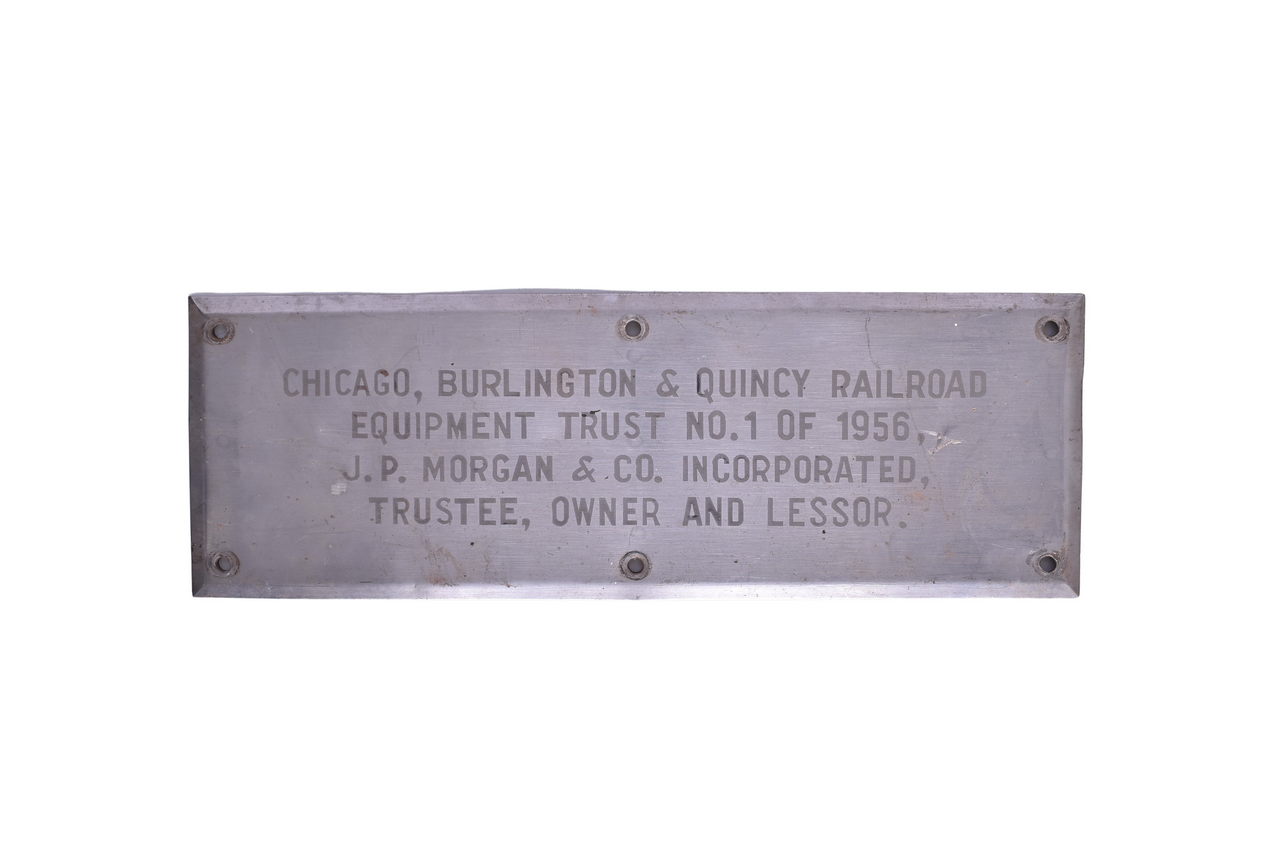 CHICAGO, BURLINGTON & QUINCY RAILROAD
EQUIPMENT TRUST NO.1 OF 1956,
J.P. MORGAN & CO. INCORPORATED,
TRUSTEE, OWNER AND LESSOR.